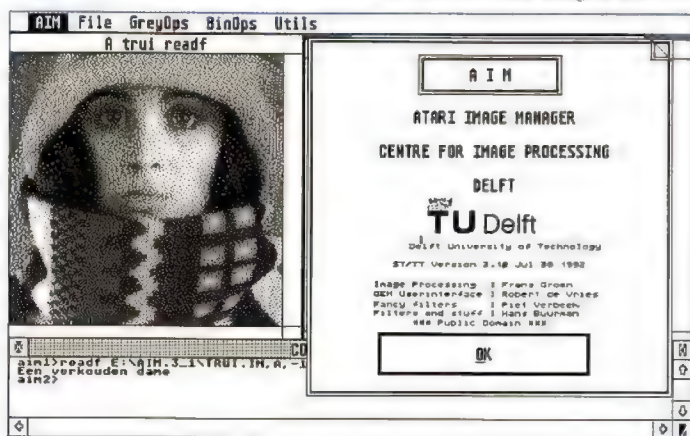 AIM File GreyOps BinOps Utils
A trui readf
AIM
ATARI IMAGE MANAGER
CENTRE FOR IMAGE PROCESSING
DELFT
TU Delft
Delft University of Technology
ST/TT Version 3.10 Jul 30 1992
Image Processing : Frans Groen
GEM Userinterface : Robert de Vries
Fancy filters : Piet Verbeek
Filters and stuff : Hans Buurman
### Public Domain ###
OK
CO
aim1>readf E:\AIM.3_1\TRUI.IM,A,-I
Een verkouden dame
aim2>